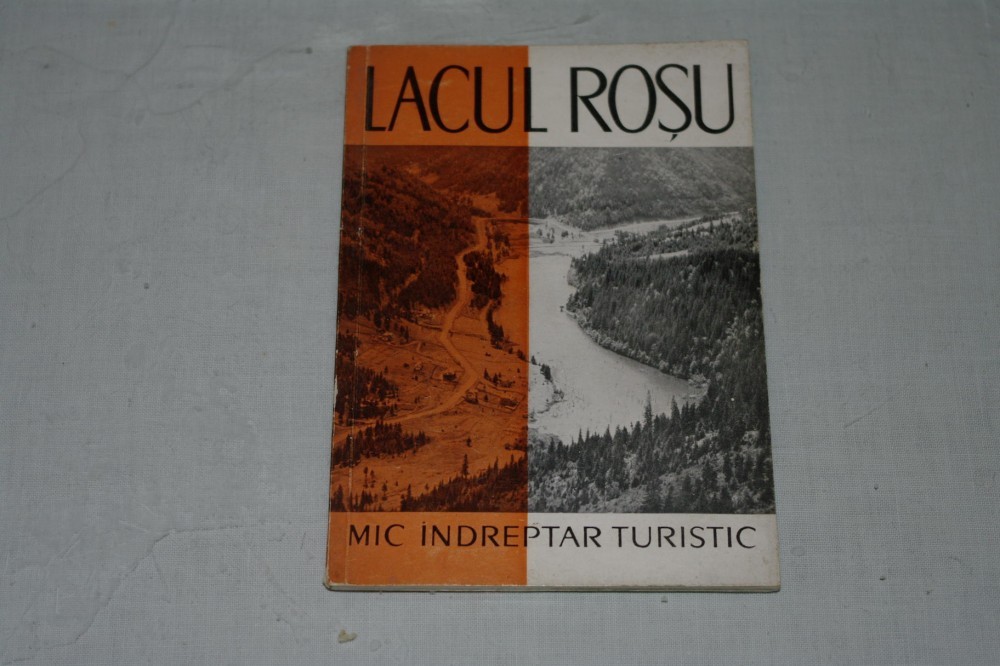 LACUL ROȘU
MIC ÎNDREPTAR TURISTIC